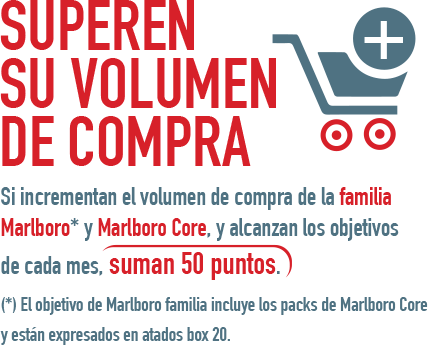 SUPEREN
SU VOLUMEN
DE COMPRA
Si incrementan el volumen de compra de la familia
Marlboro* y Marlboro Core, y alcanzan los objetivos
de cada mes, suman 50 puntos.
(*) El objetivo de Marlboro familia incluye los packs de Marlboro Core
y están expresados en atados box 20.